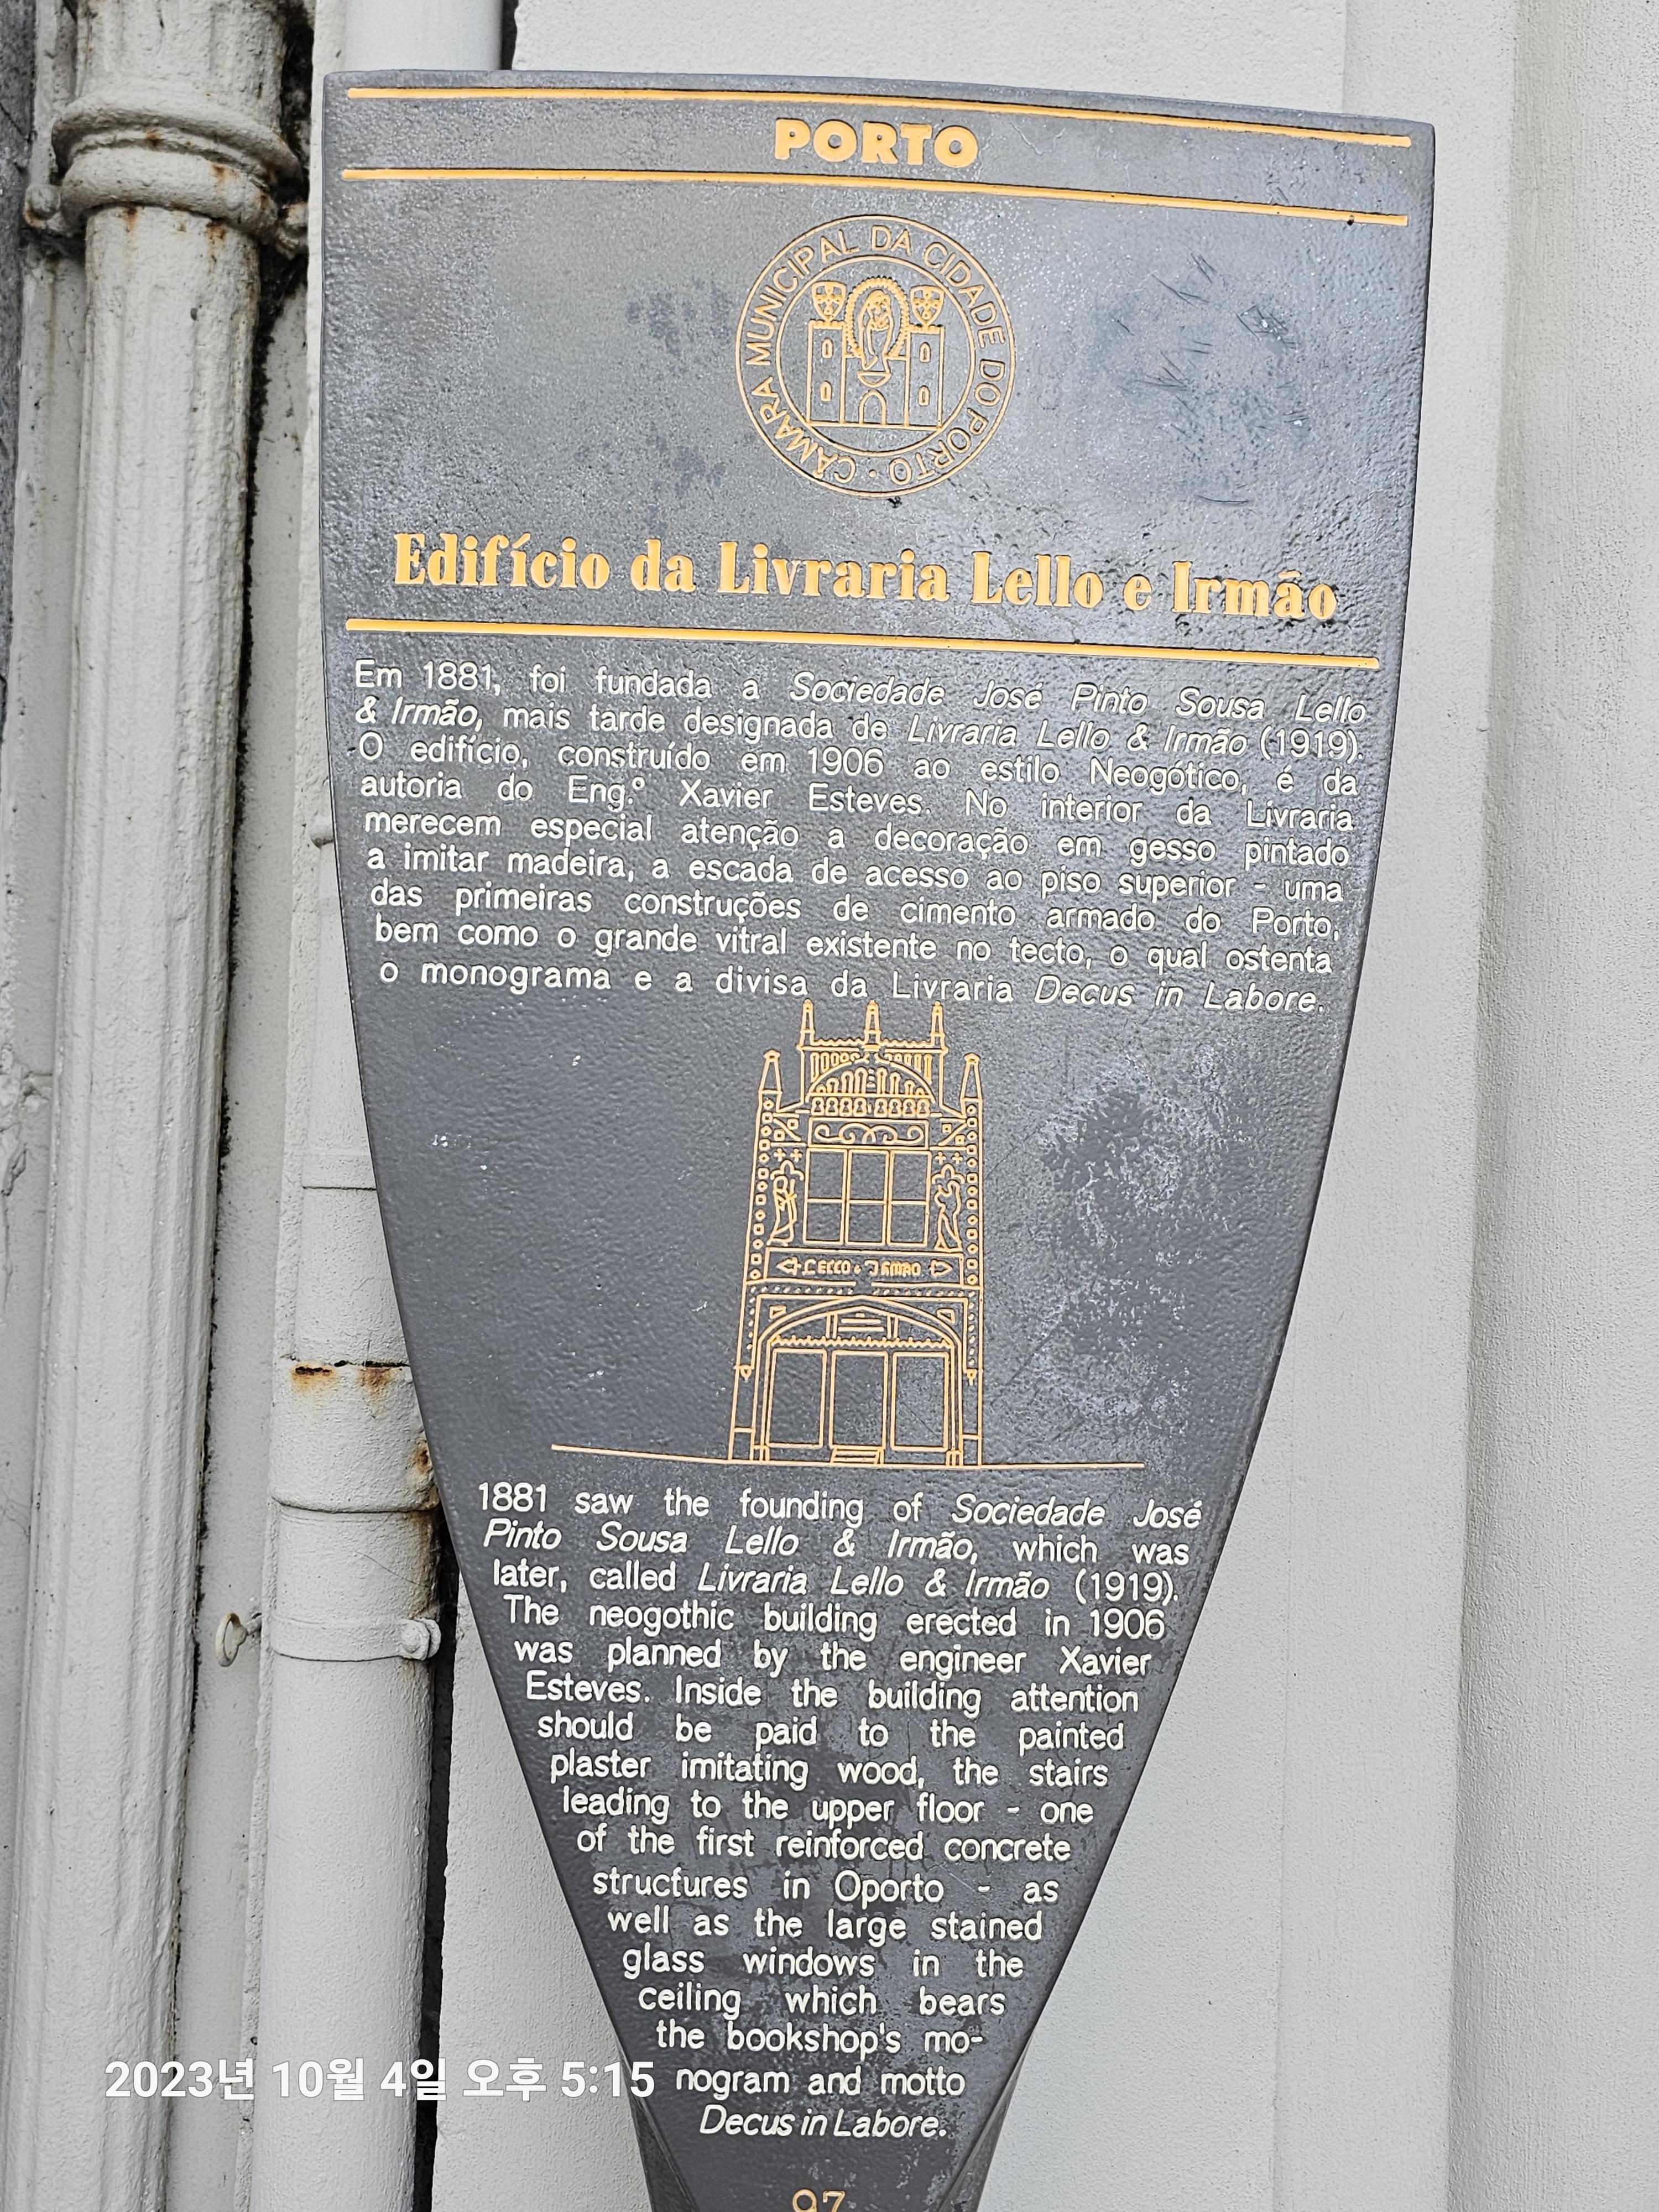 PORTO
CÂMARA MUNICIPAL DA CIDADE DO PORTO ·
Edifício da Livraria Lello e Irmão
Em 1881, foi fundada a Sociedade José Pinto Sousa Lello
& Irmão, mais tarde designada de Livraria Lello & Irmão (1919).
O edifício, construído em 1906 ao estilo Neogótico, é da
autoria do Eng.º Xavier Esteves. No interior da Livraria
merecem especial atenção a decoração em gesso pintado
a imitar madeira, a escada de acesso ao piso superior - uma
das primeiras construções de cimento armado do Porto,
bem como o grande vitral existente no tecto, o qual ostenta
o monograma e a divisa da Livraria Decus in Labore.
LELLO & IRMÃO
1881 saw the founding of Sociedade José
Pinto Sousa Lello & Irmão, which was
later, called Livraria Lello & Irmão (1919).
The neogothic building erected in 1906
was planned by the engineer Xavier
Esteves. Inside the building attention
should be paid to the painted
plaster imitating wood, the stairs
leading to the upper floor - one
of the first reinforced concrete
structures in Oporto - as
well as the large stained
glass windows in the
ceiling which bears
the bookshop's mo-
nogram and motto
Decus in Labore.
97
2023년 10월 4일 오후 5:15